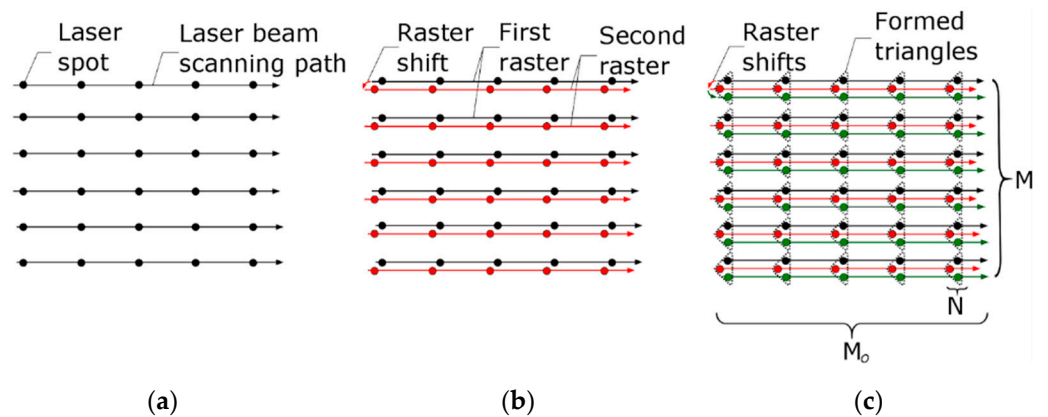 Laser
spot
Laser beam
scanning path
Raster
shift
First
raster
Second
raster
Raster
shifts
Formed
triangles
M
N
Mo
(a)
(b)
(c)